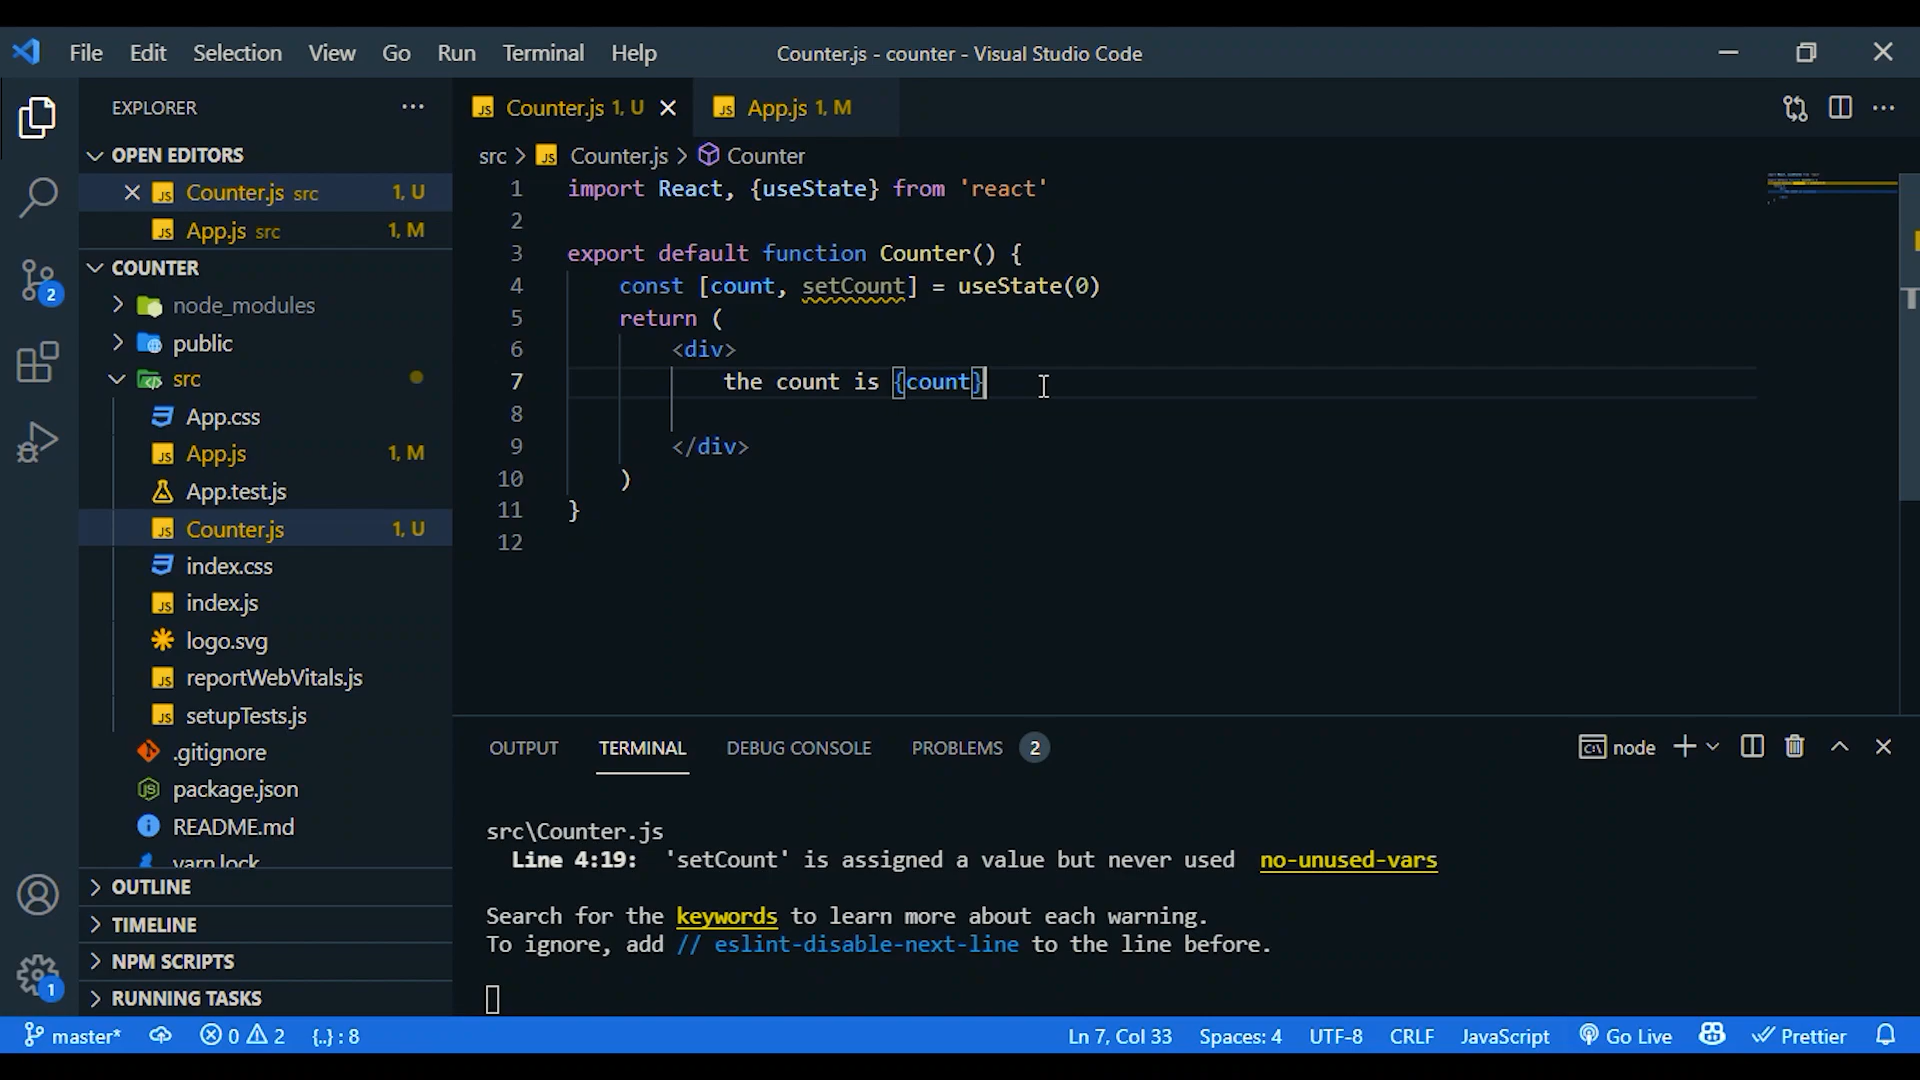 File Edit Selection View Go Run Terminal Help
Counter.js - counter - Visual Studio Code
EXPLORER
OPEN EDITORS
Counter.js src 1, U
App.js src 1, M
COUNTER
node_modules
public
src
App.css
App.js 1, M
App.test.js
Counter.js 1, U
index.css
index.js
logo.svg
reportWebVitals.js
setupTests.js
.gitignore
package.json
README.md
yarn.lock
OUTLINE
TIMELINE
NPM SCRIPTS
RUNNING TASKS
2
1
Counter.js 1, U
App.js 1, M
src > Counter.js > Counter
1 import React, {useState} from 'react'
2
3 export default function Counter() {
4 const [count, setCount] = useState(0)
5 return (
6 <div>
7 the count is {count}
8
9 </div>
10 )
11 }
12
OUTPUT TERMINAL DEBUG CONSOLE PROBLEMS 2
node
src\Counter.js
Line 4:19: 'setCount' is assigned a value but never used no-unused-vars
Search for the keywords to learn more about each warning.
To ignore, add // eslint-disable-next-line to the line before.
master* 0 2 {..} : 8 Ln 7, Col 33 Spaces: 4 UTF-8 CRLF JavaScript Go Live Prettier